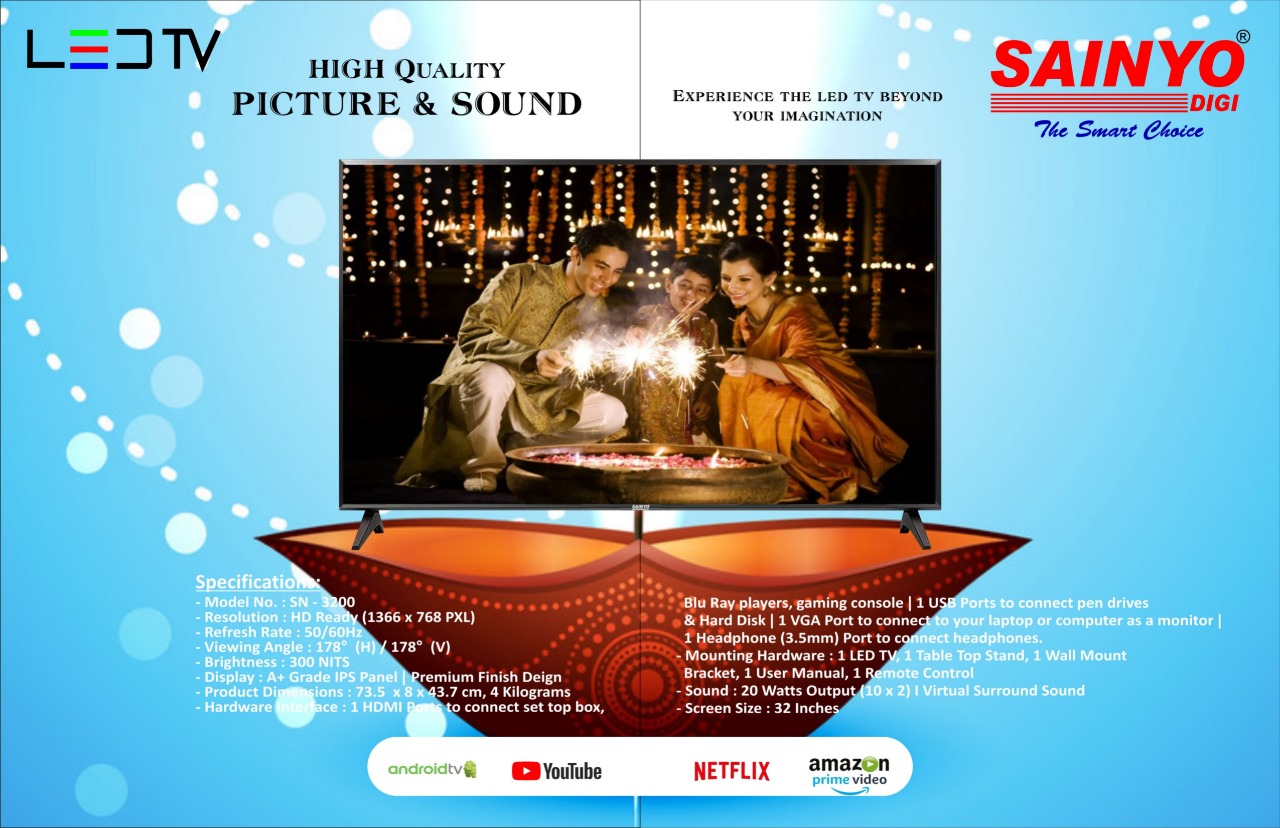 LED TV
HIGH QUALITY
PICTURE & SOUND
EXPERIENCE THE LED TV BEYOND
YOUR IMAGINATION
SAINYO®
DIGI
The Smart Choice
SAINYO
Specifications:
- Model No. : SN - 3200
- Resolution : HD Ready (1366 x 768 PXL)
- Refresh Rate : 50/60Hz
- Viewing Angle : 178° (H) / 178° (V)
- Brightness : 300 NITS
- Display : A+ Grade IPS Panel | Premium Finish Deign
- Product Dimensions : 73.5 x 8 x 43.7 cm, 4 Kilograms
- Hardware Interface : 1 HDMI Ports to connect set top box,
Blu Ray players, gaming console | 1 USB Ports to connect pen drives
& Hard Disk | 1 VGA Port to connect to your laptop or computer as a monitor |
1 Headphone (3.5mm) Port to connect headphones.
- Mounting Hardware : 1 LED TV, 1 Table Top Stand, 1 Wall Mount
Bracket, 1 User Manual, 1 Remote Control
- Sound : 20 Watts Output (10 x 2) I Virtual Surround Sound
- Screen Size : 32 Inches
androidtv
YouTube
NETFLIX
amazon
prime video